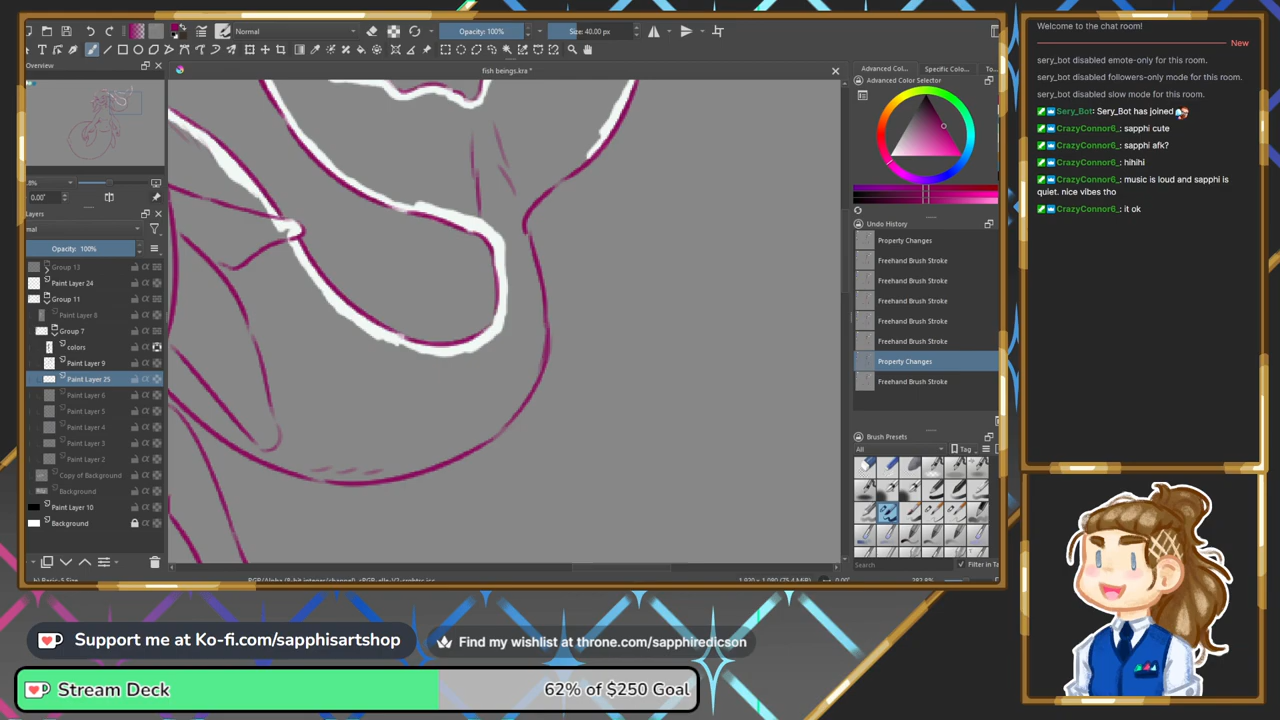 Normal
Opacity: 100%
Size: 40.00 px
Overview
fish beings.kra *
Advanced Col...
Specific Colo...
To...
Advanced Color Selector
0.00°
Layers
Opacity: 100%
Group 13
Paint Layer 24
Group 11
Paint Layer 8
Group 7
colors
Paint Layer 9
Paint Layer 25
Paint Layer 6
Paint Layer 5
Paint Layer 4
Paint Layer 3
Paint Layer 2
Copy of Background
Background
Paint Layer 10
Background
Undo History
Property Changes
Freehand Brush Stroke
Freehand Brush Stroke
Freehand Brush Stroke
Freehand Brush Stroke
Freehand Brush Stroke
Property Changes
Freehand Brush Stroke
Brush Presets
All
Tag
Search
Filter in Ta
Welcome to the chat room!
New
sery_bot disabled emote-only for this room.
sery_bot disabled followers-only mode for this room.
sery_bot disabled slow mode for this room.
Sery_Bot: Sery_Bot has joined
CrazyConnor6_: sapphi cute
CrazyConnor6_: sapphi afk?
CrazyConnor6_: hihihi
CrazyConnor6_: music is loud and sapphi is
quiet. nice vibes tho
CrazyConnor6_: it ok
Support me at Ko-fi.com/sapphisartshop
Find my wishlist at throne.com/sapphiredicson
Stream Deck
62% of $250 Goal